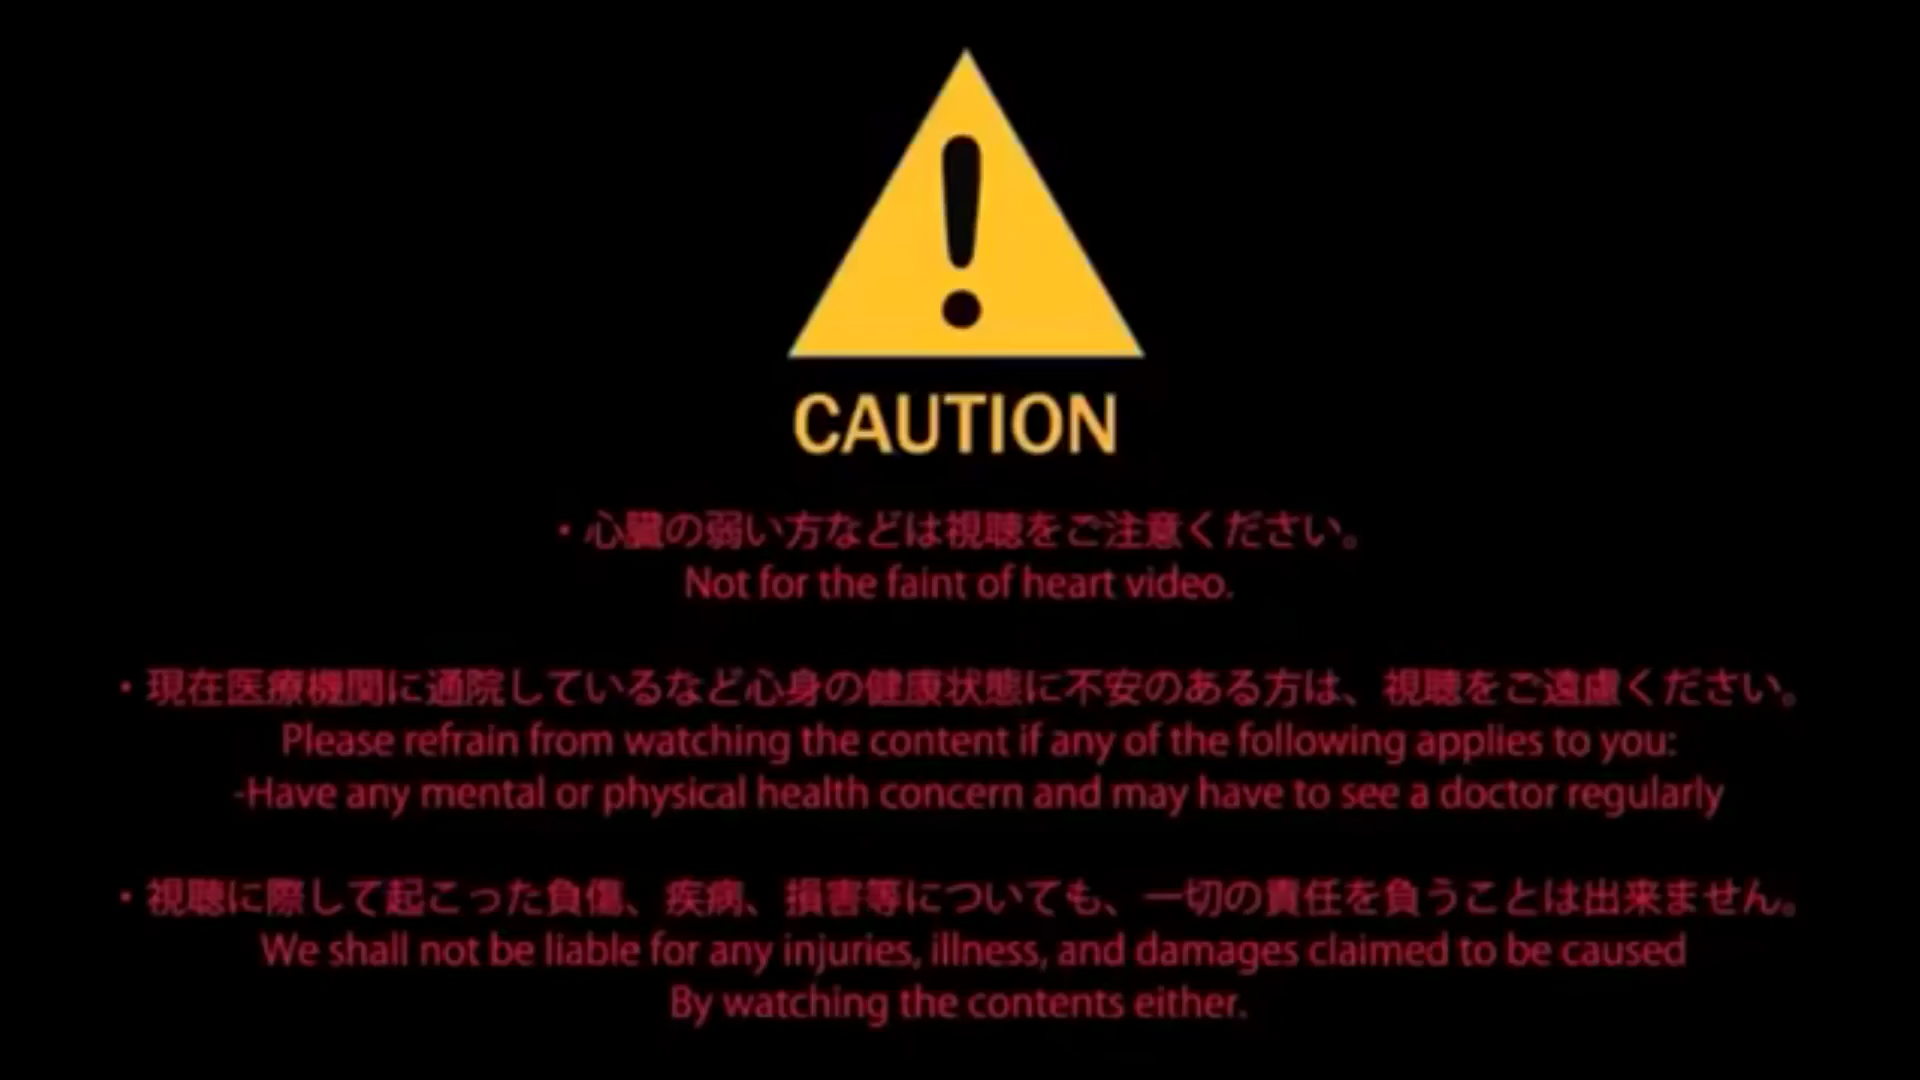 CAUTION
・心臓の弱い方などは視聴をご注意ください。
Not for the faint of heart video.
・現在医療機関に通院しているなど心身の健康状態に不安のある方は、視聴をご遠慮ください。
Please refrain from watching the content if any of the following applies to you:
-Have any mental or physical health concern and may have to see a doctor regularly
・視聴に際して起こった負傷、疾病、損害等についても、一切の責任を負うことは出来ません。
We shall not be liable for any injuries, illness, and damages claimed to be caused
By watching the contents either.